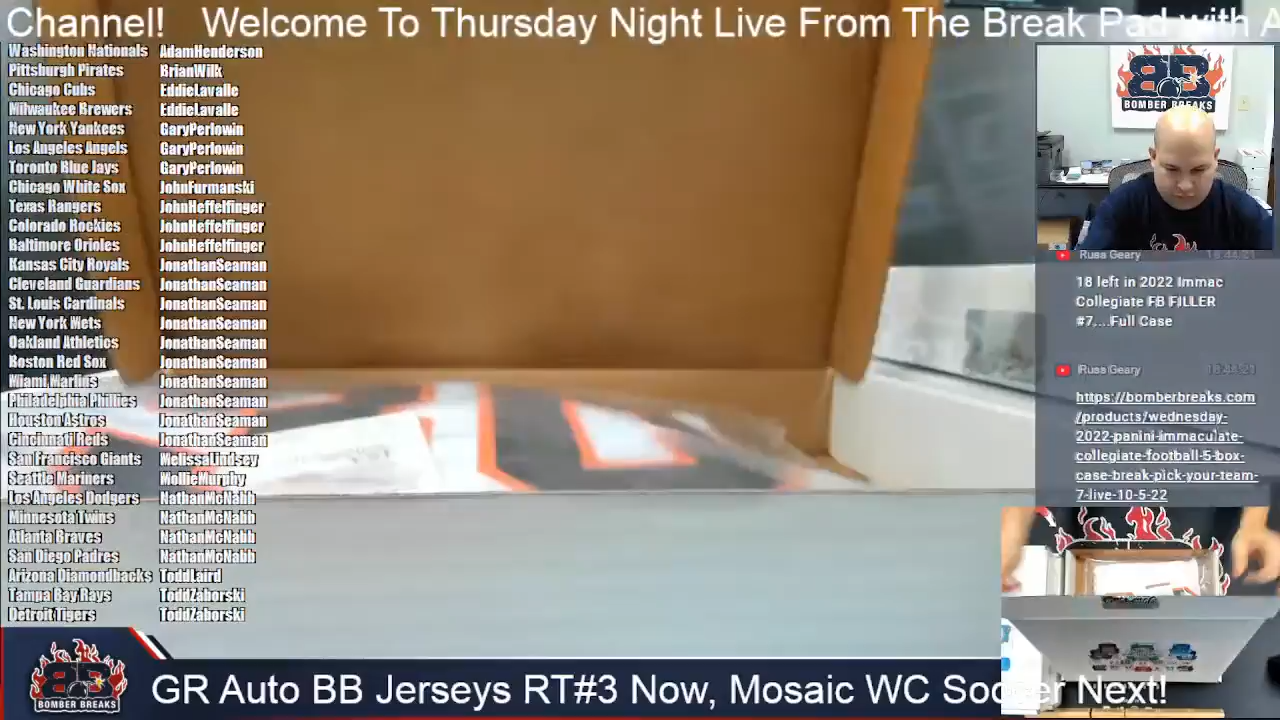 Channel! Welcome To Thursday Night Live From The Break Pad with A
Washington Nationals AdamHenderson
Pittsburgh Pirates BrianWilk
Chicago Cubs EddieLavalle
Milwaukee Brewers EddieLavalle
New York Yankees GaryPerlowin
Los Angeles Angels GaryPerlowin
Toronto Blue Jays GaryPerlowin
Chicago White Sox JohnFurmanski
Texas Rangers JohnHeffelfinger
Colorado Rockies JohnHeffelfinger
Baltimore Orioles JohnHeffelfinger
Kansas City Royals JonathanSeaman
Cleveland Guardians JonathanSeaman
St. Louis Cardinals JonathanSeaman
New York Mets JonathanSeaman
Oakland Athletics JonathanSeaman
Boston Red Sox JonathanSeaman
Miami Marlins JonathanSeaman
Philadelphia Phillies JonathanSeaman
Houston Astros JonathanSeaman
Cincinnati Reds JonathanSeaman
San Francisco Giants MelissaLindsey
Seattle Mariners MollieMurphy
Los Angeles Dodgers NathanMcNabb
Minnesota Twins NathanMcNabb
Atlanta Braves NathanMcNabb
San Diego Padres NathanMcNabb
Arizona Diamondbacks ToddLaird
Tampa Bay Rays ToddZaborski
Detroit Tigers ToddZaborski
BB
BOMBER BREAKS
Russ Geary 18:44:21
18 left in 2022 Immac
Collegiate FB FILLER
#7....Full Case
Russ Geary 18:44:21
https://bomberbreaks.com
/products/wednesday-
2022-panini-immaculate-
collegiate-football-5-box-
case-break-pick-your-team-
7-live-10-5-22
BB
BOMBER BREAKS
GR Auto BB Jerseys RT#3 Now, Mosaic WC Soccer Next!